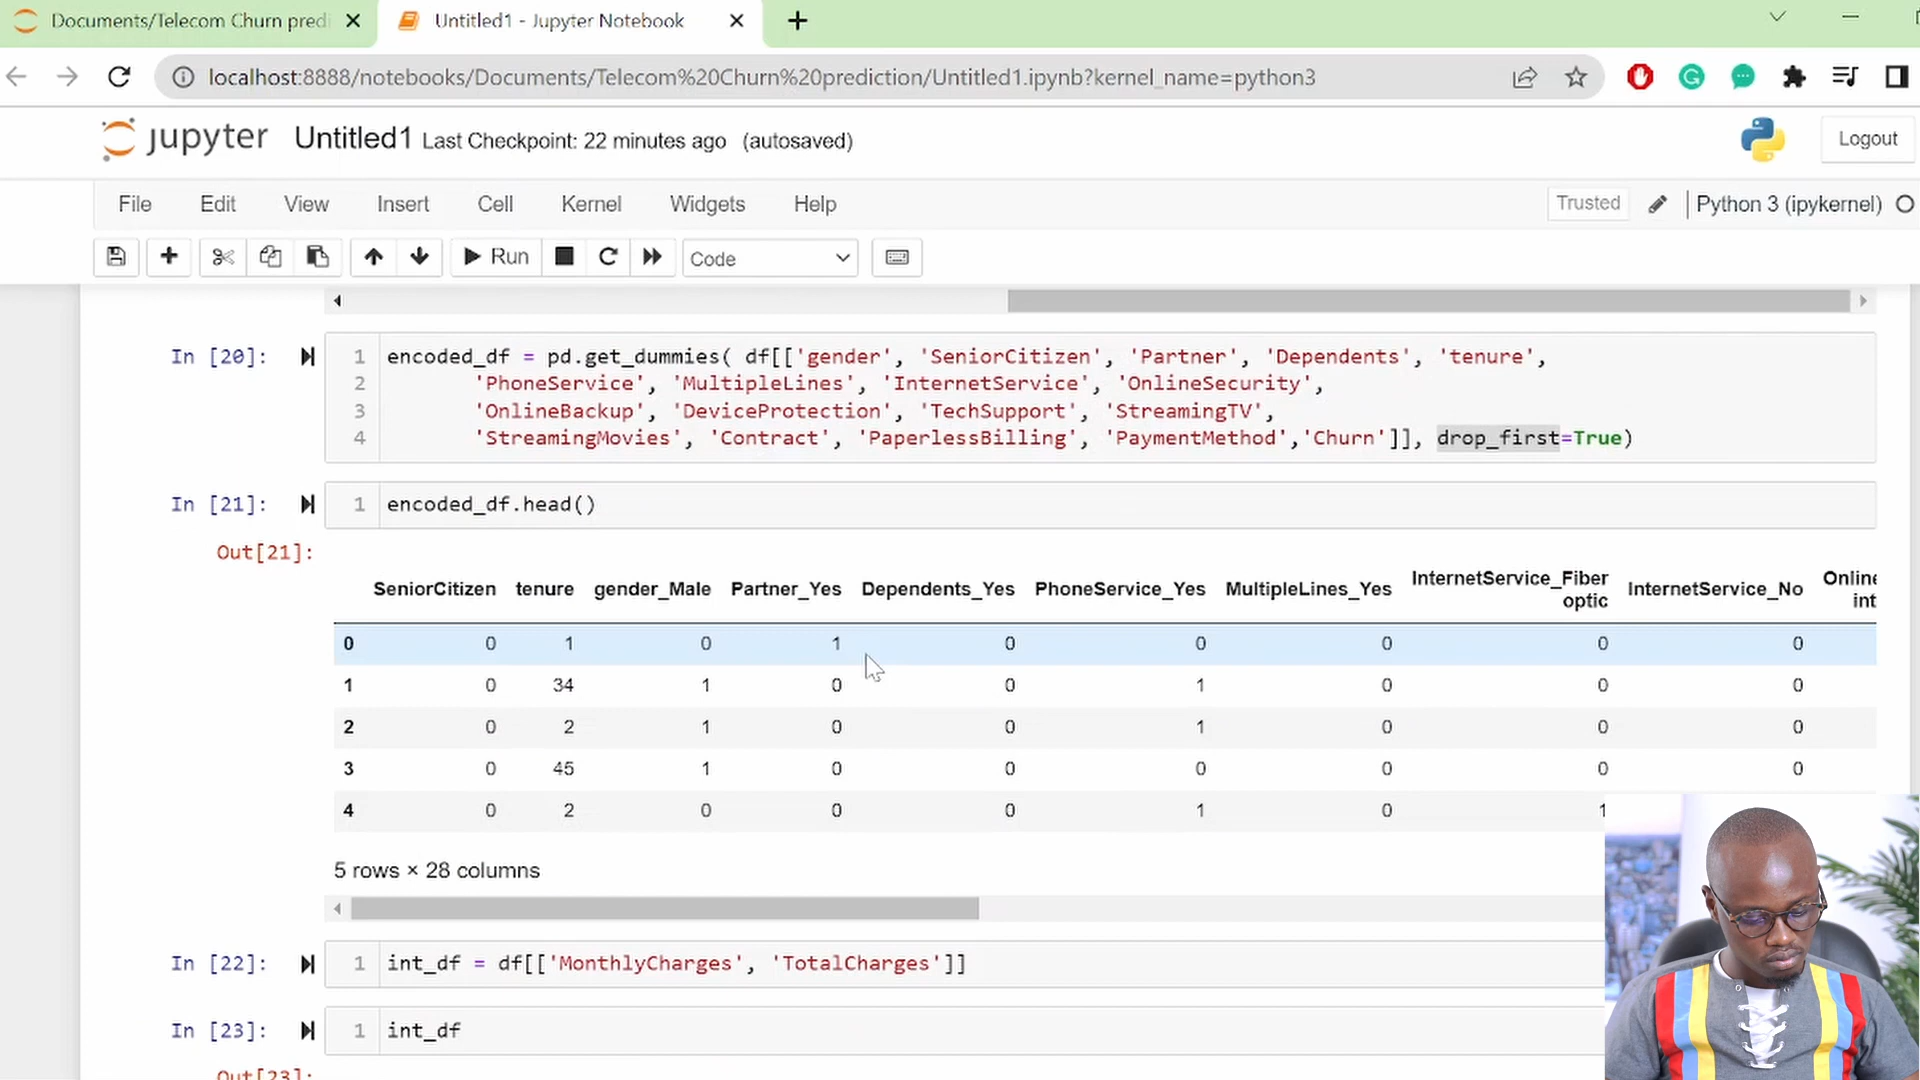 Documents/Telecom Churn predi
Untitled1 - Jupyter Notebook
localhost:8888/notebooks/Documents/Telecom%20Churn%20prediction/Untitled1.ipynb?kernel_name=python3
jupyter Untitled1 Last Checkpoint: 22 minutes ago (autosaved)
Logout
File Edit View Insert Cell Kernel Widgets Help
Trusted
Python 3 (ipykernel)
Run
Code
In [20]:
1 encoded_df = pd.get_dummies( df[['gender', 'SeniorCitizen', 'Partner', 'Dependents', 'tenure',
2 'PhoneService', 'MultipleLines', 'InternetService', 'OnlineSecurity',
3 'OnlineBackup', 'DeviceProtection', 'TechSupport', 'StreamingTV',
4 'StreamingMovies', 'Contract', 'PaperlessBilling', 'PaymentMethod','Churn']], drop_first=True)
In [21]:
1 encoded_df.head()
Out[21]:
SeniorCitizen tenure gender_Male Partner_Yes Dependents_Yes PhoneService_Yes MultipleLines_Yes InternetService_Fiber optic InternetService_No Online int
0 0 1 0 1 0 0 0 0 0
1 0 34 1 0 0 1 0 0 0
2 0 2 1 0 0 1 0 0 0
3 0 45 1 0 0 0 0 0 0
4 0 2 0 0 0 1 0 1
5 rows × 28 columns
In [22]:
1 int_df = df[['MonthlyCharges', 'TotalCharges']]
In [23]:
1 int_df
Out[23]: